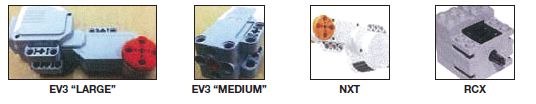 EV3 “LARGE”
EV3 “MEDIUM”
NXT
RCX